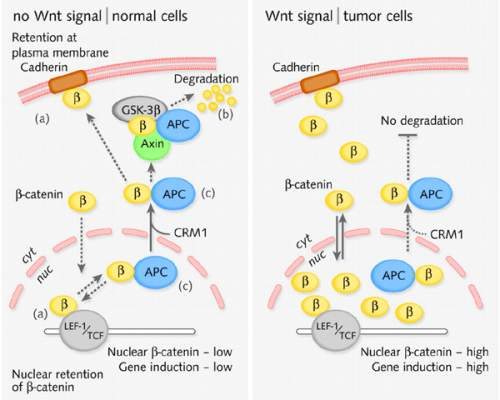 no Wnt signal | normal cells
Retention at
plasma membrane
Cadherin
β
(a)
Degradation
(b)
GSK-3β
β
APC
Axin
β-catenin
β
β
APC
(c)
CRM1
cyt
nuc
β
APC
(c)
(a)
β
LEF-1/
TCF
Nuclear β-catenin – low
Gene induction – low
Nuclear retention
of β-catenin
Wnt signal | tumor cells
Cadherin
β
β
β
No degradation
β-catenin
β
β
APC
CRM1
cyt
nuc
β
β
APC
β
β
β
β
β
LEF-1/
TCF
Nuclear β-catenin – high
Gene induction – high